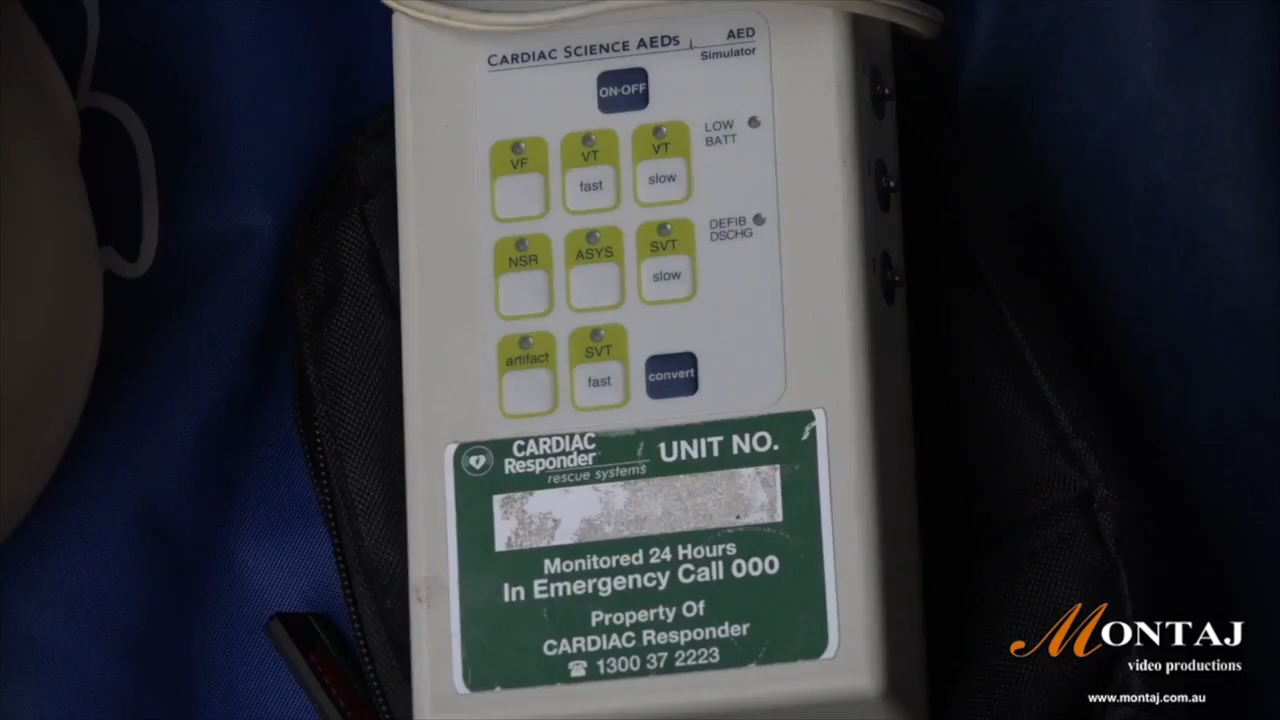 CARDIAC SCIENCE AEDs
AED
Simulator
ON·OFF
LOW
BATT
VF
VT
fast
VT
slow
DEFIB
DSCHG
NSR
ASYS
SVT
slow
artifact
SVT
fast
convert
CARDIAC
Responder
rescue systems
UNIT NO.
Monitored 24 Hours
In Emergency Call 000
Property Of
CARDIAC Responder
☎ 1300 37 2223
MONTAJ
video productions
www.montaj.com.au